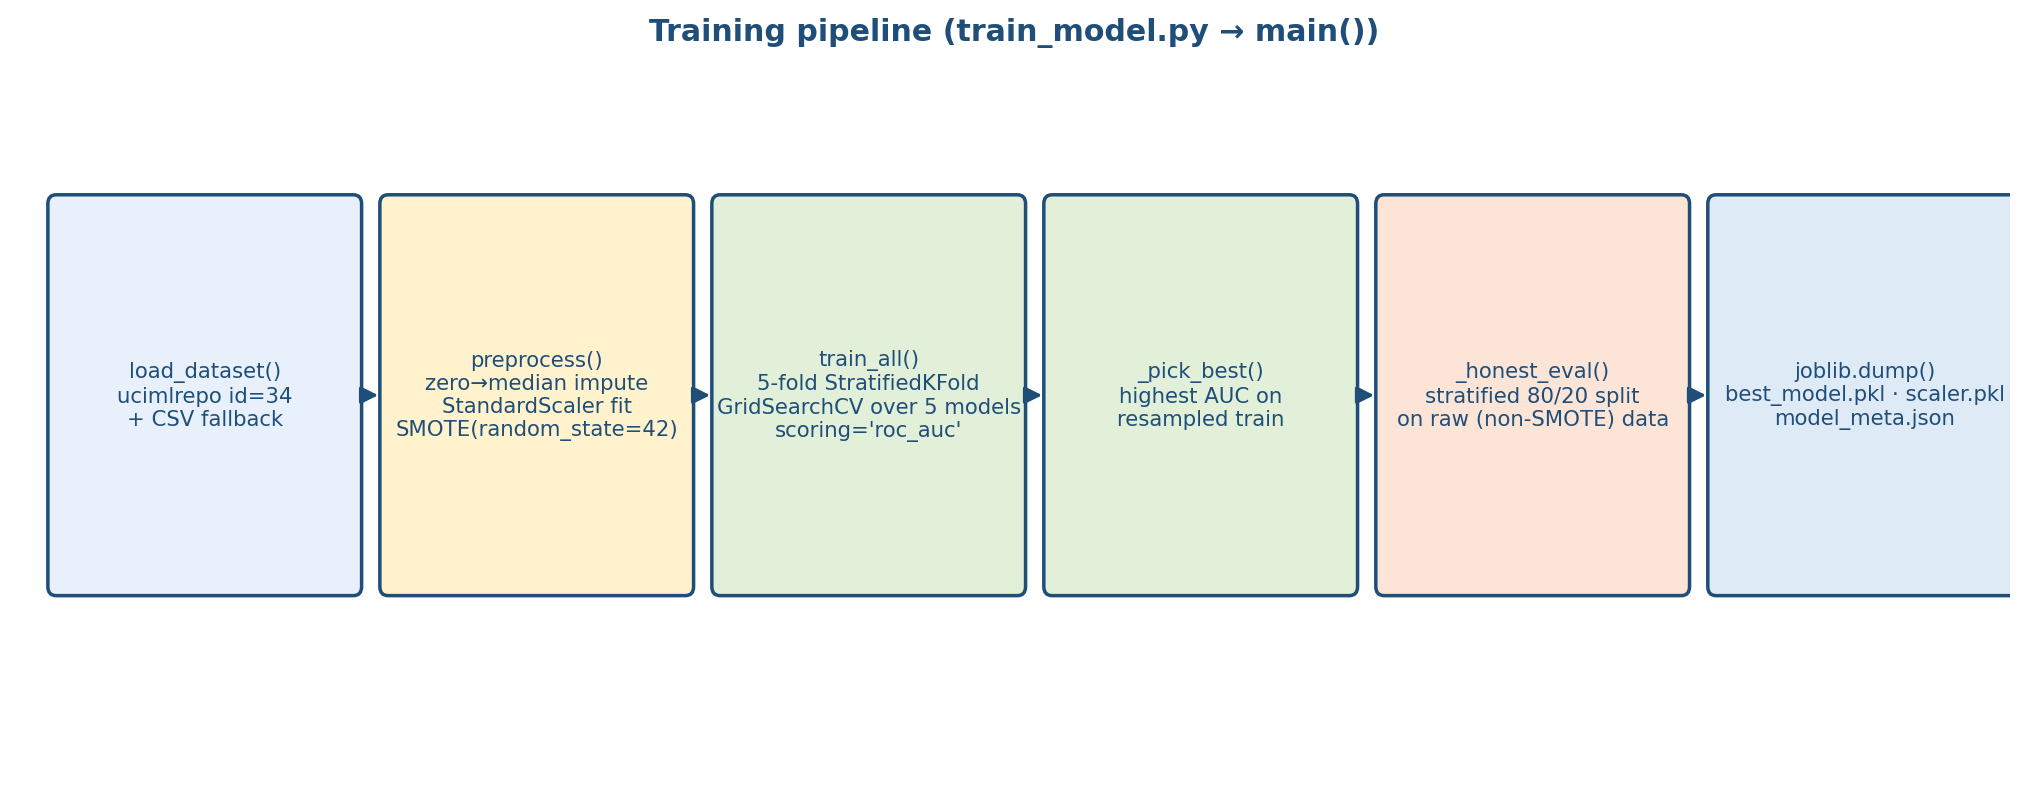 Training pipeline (train_model.py → main())
load_dataset()
ucimlrepo id=34
+ CSV fallback
preprocess()
zero→median impute
StandardScaler fit
SMOTE(random_state=42)
train_all()
5-fold StratifiedKFold
GridSearchCV over 5 models
scoring='roc_auc'
_pick_best()
highest AUC on
resampled train
_honest_eval()
stratified 80/20 split
on raw (non-SMOTE) data
joblib.dump()
best_model.pkl · scaler.pkl
model_meta.json